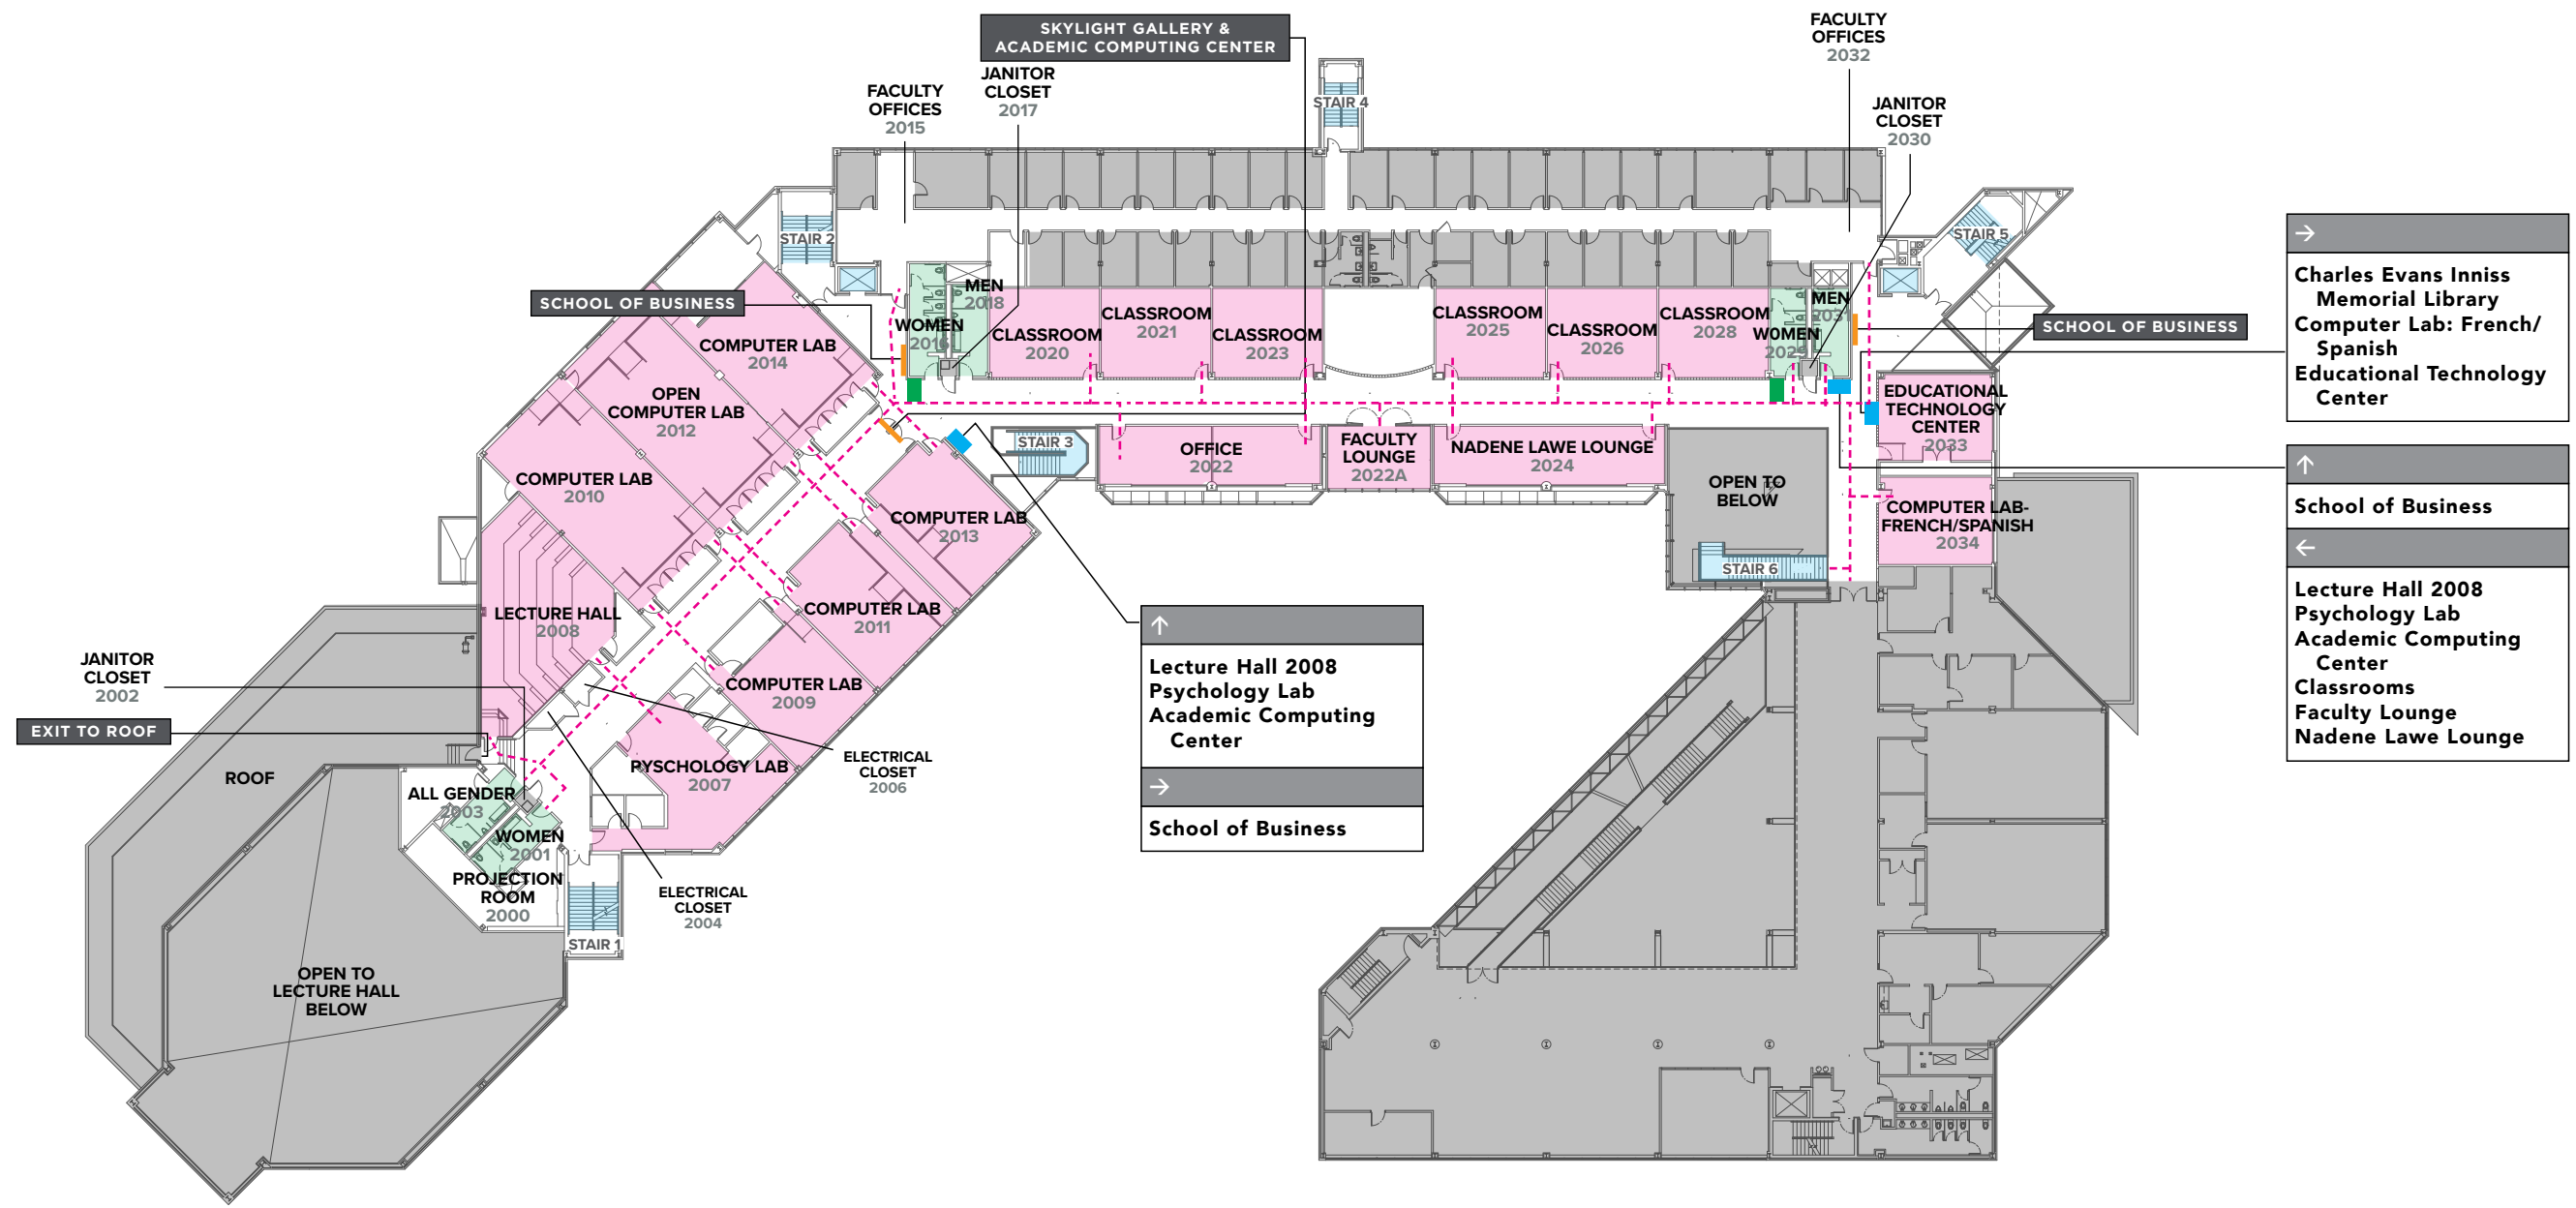 SKYLIGHT GALLERY &
ACADEMIC COMPUTING CENTER
FACULTY
OFFICES
2032
JANITOR
CLOSET
2017
FACULTY
OFFICES
2015
STAIR 4
JANITOR
CLOSET
2030
STAIR 2
STAIR 5
SCHOOL OF BUSINESS
MEN
2018
WOMEN
2016
CLASSROOM
2020
CLASSROOM
2021
CLASSROOM
2023
CLASSROOM
2025
CLASSROOM
2026
CLASSROOM
2028
WOMEN
2029
MEN
2031
SCHOOL OF BUSINESS
COMPUTER LAB
2014
OPEN
COMPUTER LAB
2012
COMPUTER LAB
2010
STAIR 3
OFFICE
2022
FACULTY
LOUNGE
2022A
NADENE LAWE LOUNGE
2024
OPEN TO
BELOW
STAIR 6
EDUCATIONAL
TECHNOLOGY
CENTER
2033
COMPUTER LAB-
FRENCH/SPANISH
2034
COMPUTER LAB
2013
COMPUTER LAB
2011
COMPUTER LAB
2009
LECTURE HALL
2008
JANITOR
CLOSET
2002
EXIT TO ROOF
ROOF
ALL GENDER
2003
WOMEN
2001
PROJECTION
ROOM
2000
STAIR 1
PYSCHOLOGY LAB
2007
ELECTRICAL
CLOSET
2006
ELECTRICAL
CLOSET
2004
OPEN TO
LECTURE HALL
BELOW
↑
Lecture Hall 2008
Psychology Lab
Academic Computing
Center
→
School of Business
→
Charles Evans Inniss
Memorial Library
Computer Lab: French/
Spanish
Educational Technology
Center
↑
School of Business
←
Lecture Hall 2008
Psychology Lab
Academic Computing
Center
Classrooms
Faculty Lounge
Nadene Lawe Lounge